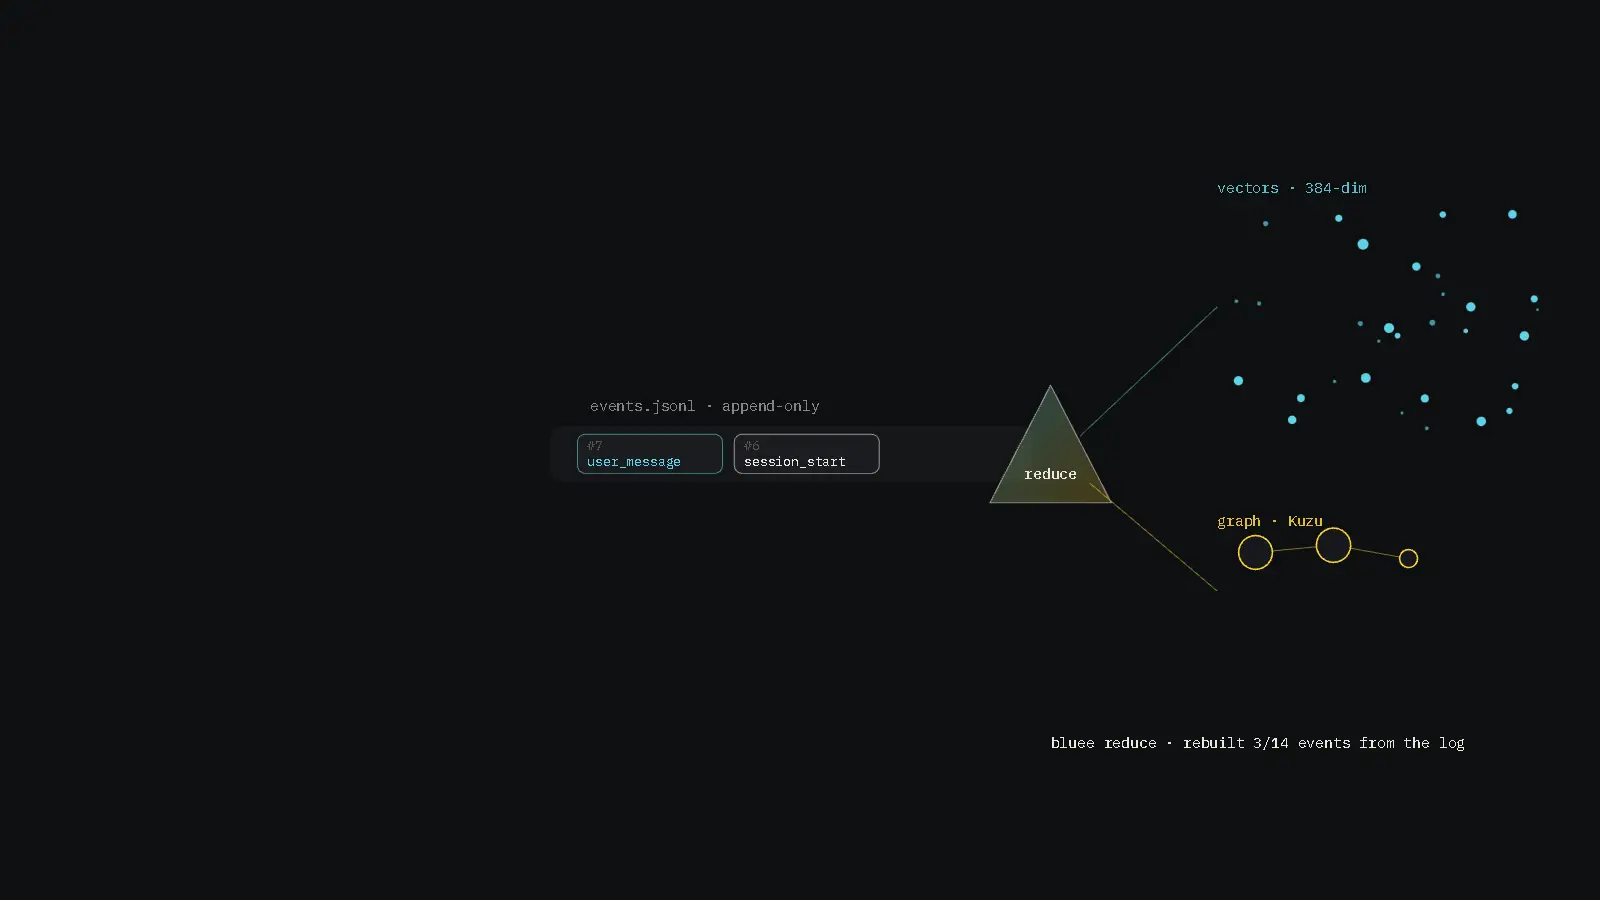 vectors · 384-dim
events.jsonl · append-only
#7
user_message
#6
session_start
reduce
graph · Kuzu
bluee reduce · rebuilt 3/14 events from the log